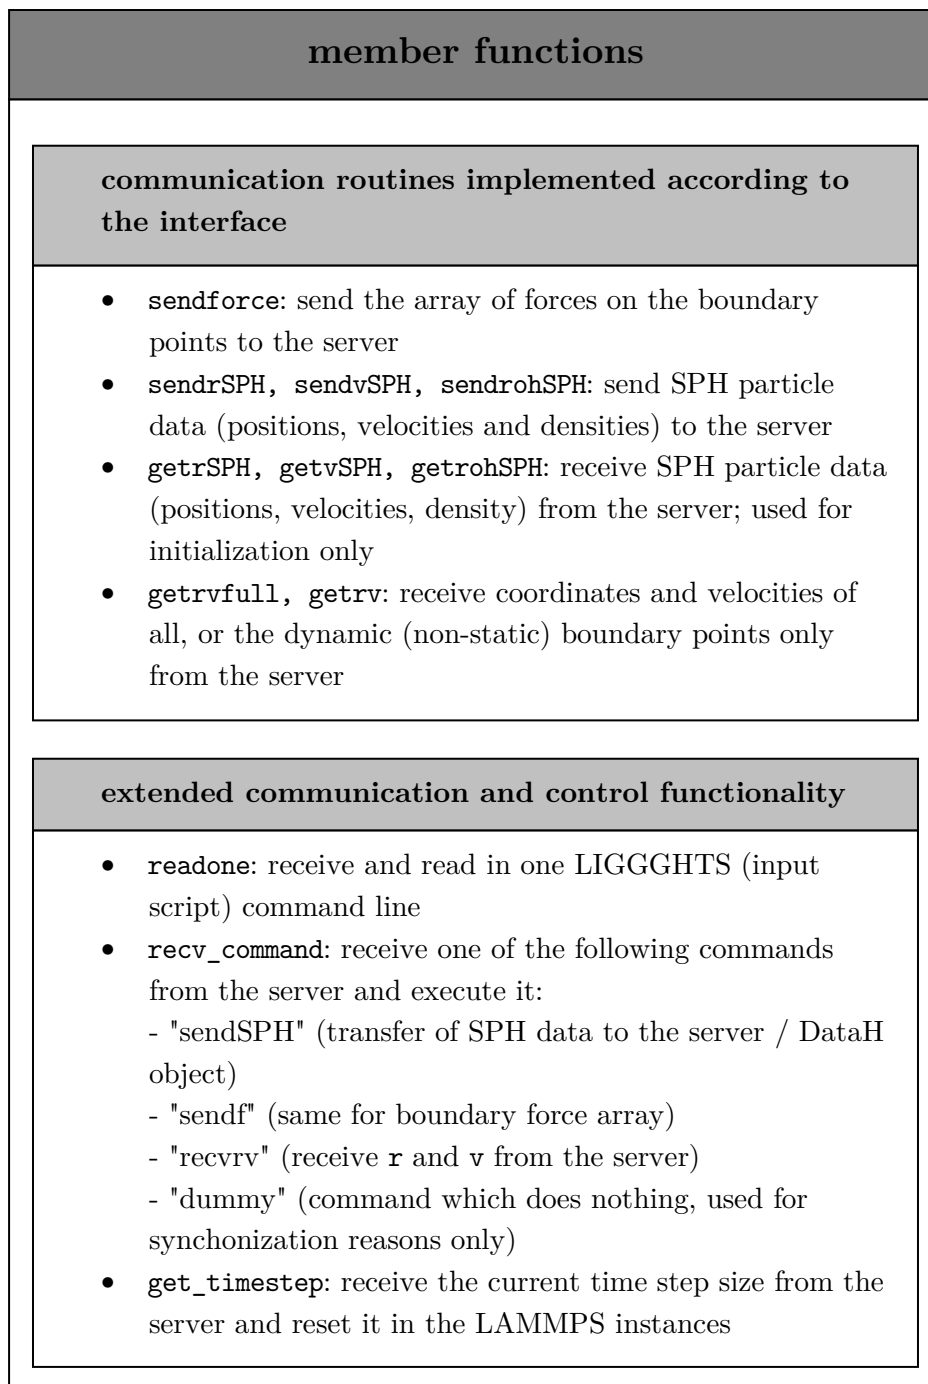 member functions
communication routines implemented according to
the interface
• sendforce: send the array of forces on the boundary
points to the server
• sendrSPH, sendvSPH, sendrohSPH: send SPH particle
data (positions, velocities and densities) to the server
• getrSPH, getvSPH, getrohSPH: receive SPH particle data
(positions, velocities, density) from the server; used for
initialization only
• getrvfull, getrv: receive coordinates and velocities of
all, or the dynamic (non-static) boundary points only
from the server
extended communication and control functionality
• readone: receive and read in one LIGGGHTS (input
script) command line
• recv_command: receive one of the following commands
from the server and execute it:
- "sendSPH" (transfer of SPH data to the server / DataH
object)
- "sendf" (same for boundary force array)
- "recvrv" (receive r and v from the server)
- "dummy" (command which does nothing, used for
synchonization reasons only)
• get_timestep: receive the current time step size from the
server and reset it in the LAMMPS instances